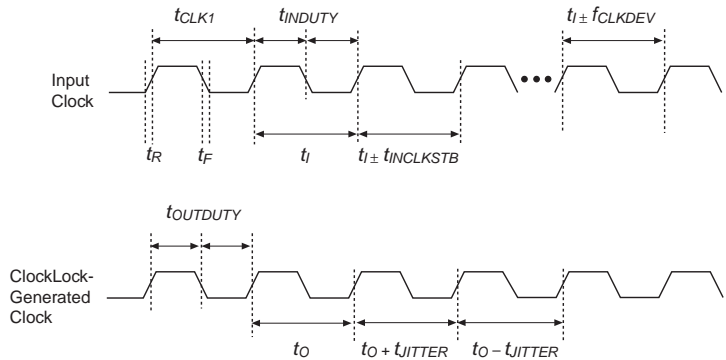 tCLK1 tINDUTY tI ± fCLKDEV
Input
Clock
tR tF tI tI ± tINCLKSTB
tOUTDUTY
ClockLock-
Generated
Clock
tO tO + tJITTER tO – tJITTER